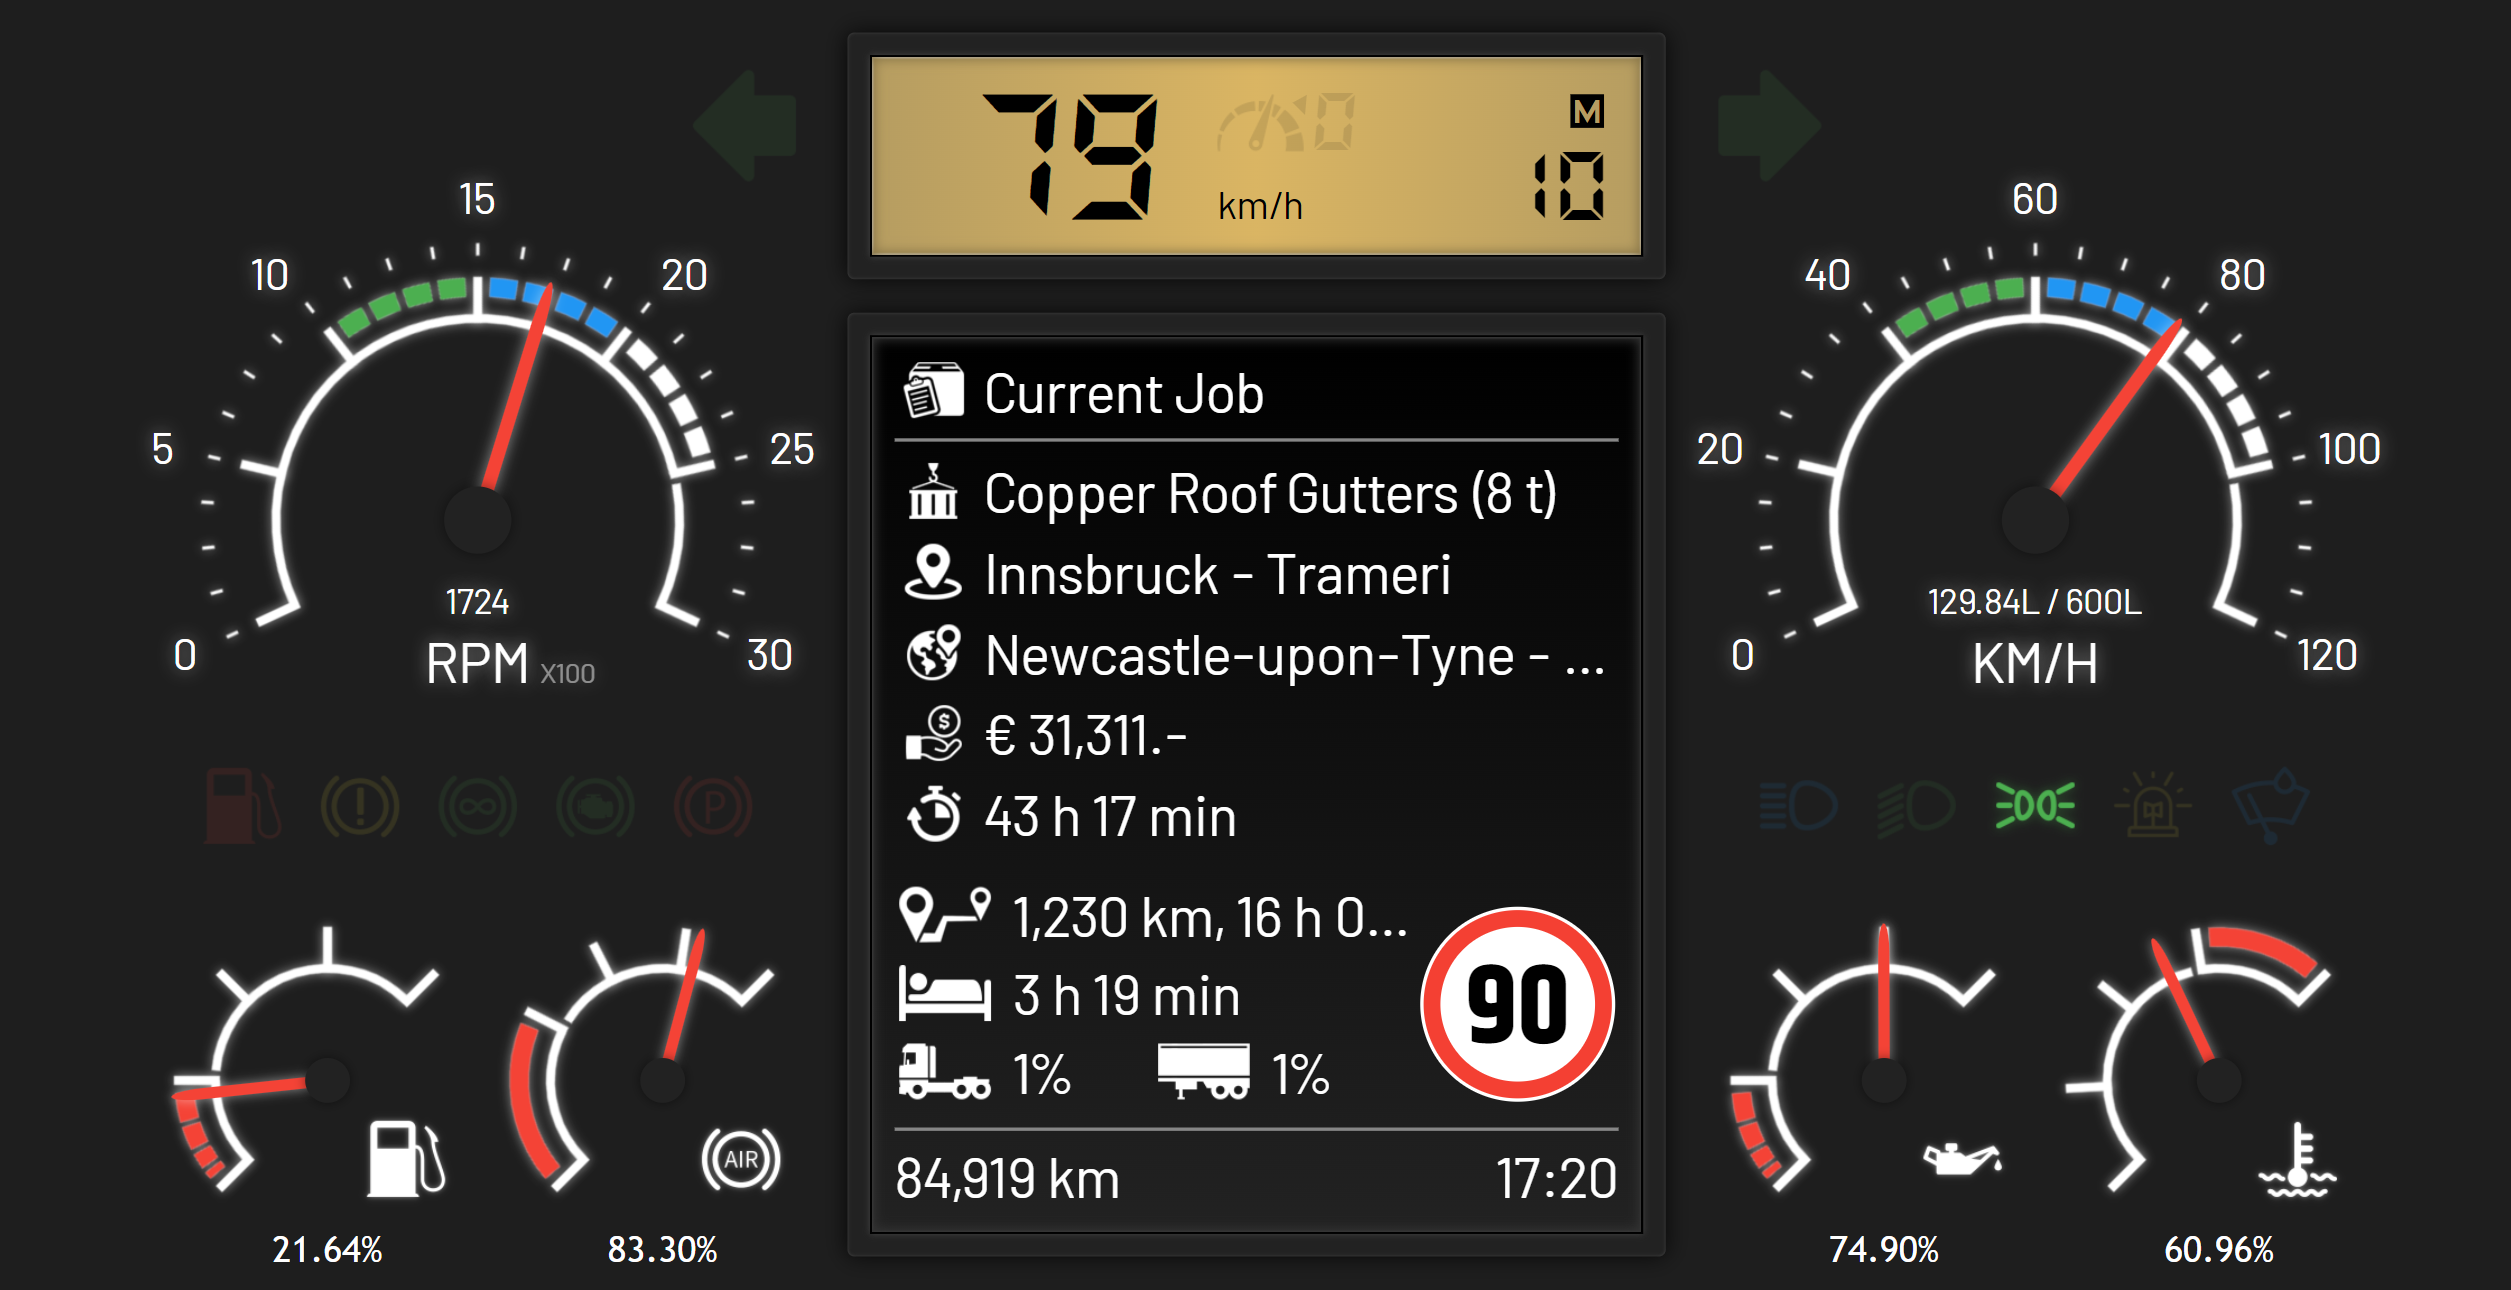 79
0
km/h
M
10
15
10
20
5
25
0
30
1724
RPM X100
60
40
80
20
100
0
120
129.84L / 600L
KM/H
Current Job
Copper Roof Gutters (8 t)
Innsbruck - Trameri
Newcastle-upon-Tyne - ...
$
€ 31,311.-
43 h 17 min
1,230 km, 16 h 0...
3 h 19 min
1%
1%
90
84,919 km
17:20
!
P
AIR
21.64%
83.30%
74.90%
60.96%